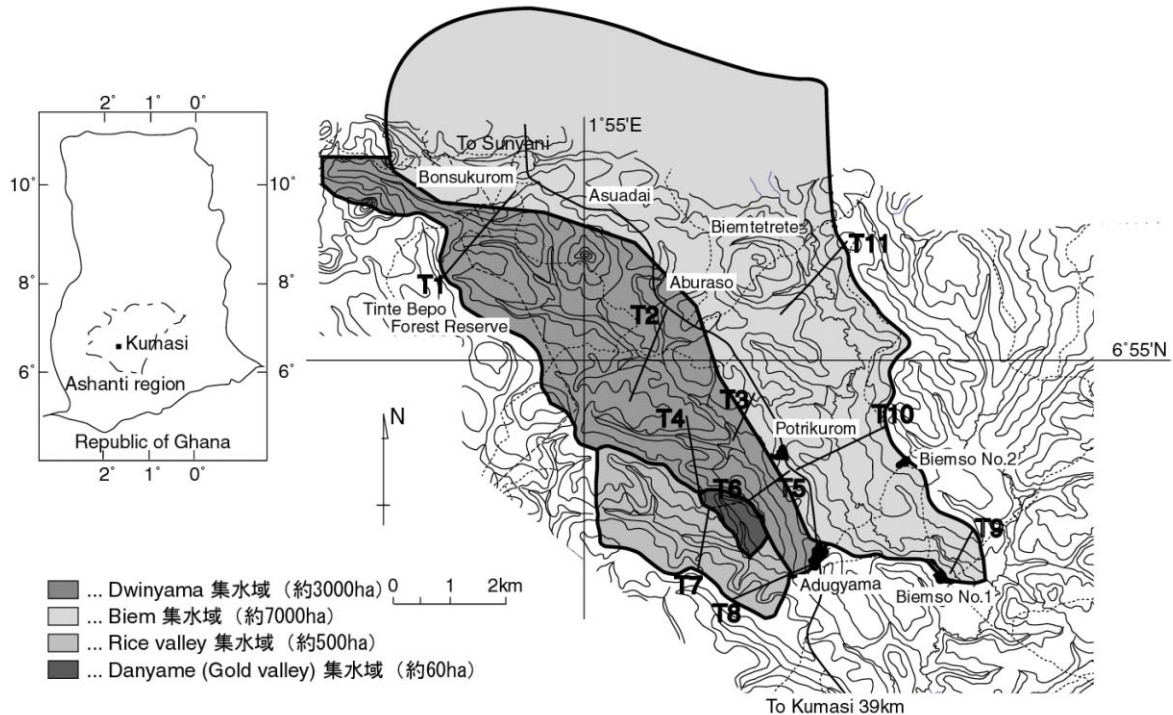 2° 1° 0°
10° 10°
8° 8°
6° 6°
Kumasi
Ashanti region
Republic of Ghana
2° 1° 0°
1°55'E
To Sunyani
Bonsukurom
Asuadai
Biemtetrete
T11
T1
Aburaso
Tinte Bepo
Forest Reserve
T2
6°55'N
N
T4
T3
T10
Potrikurom
Biemso No.2
T6
T5
T9
T7
T8
Adugyama
Biemso No.1
0 1 2km
... Dwinyama 集水域（約3000ha）
... Biem 集水域（約7000ha）
... Rice valley 集水域（約500ha）
... Danyame (Gold valley) 集水域（約60ha）
To Kumasi 39km